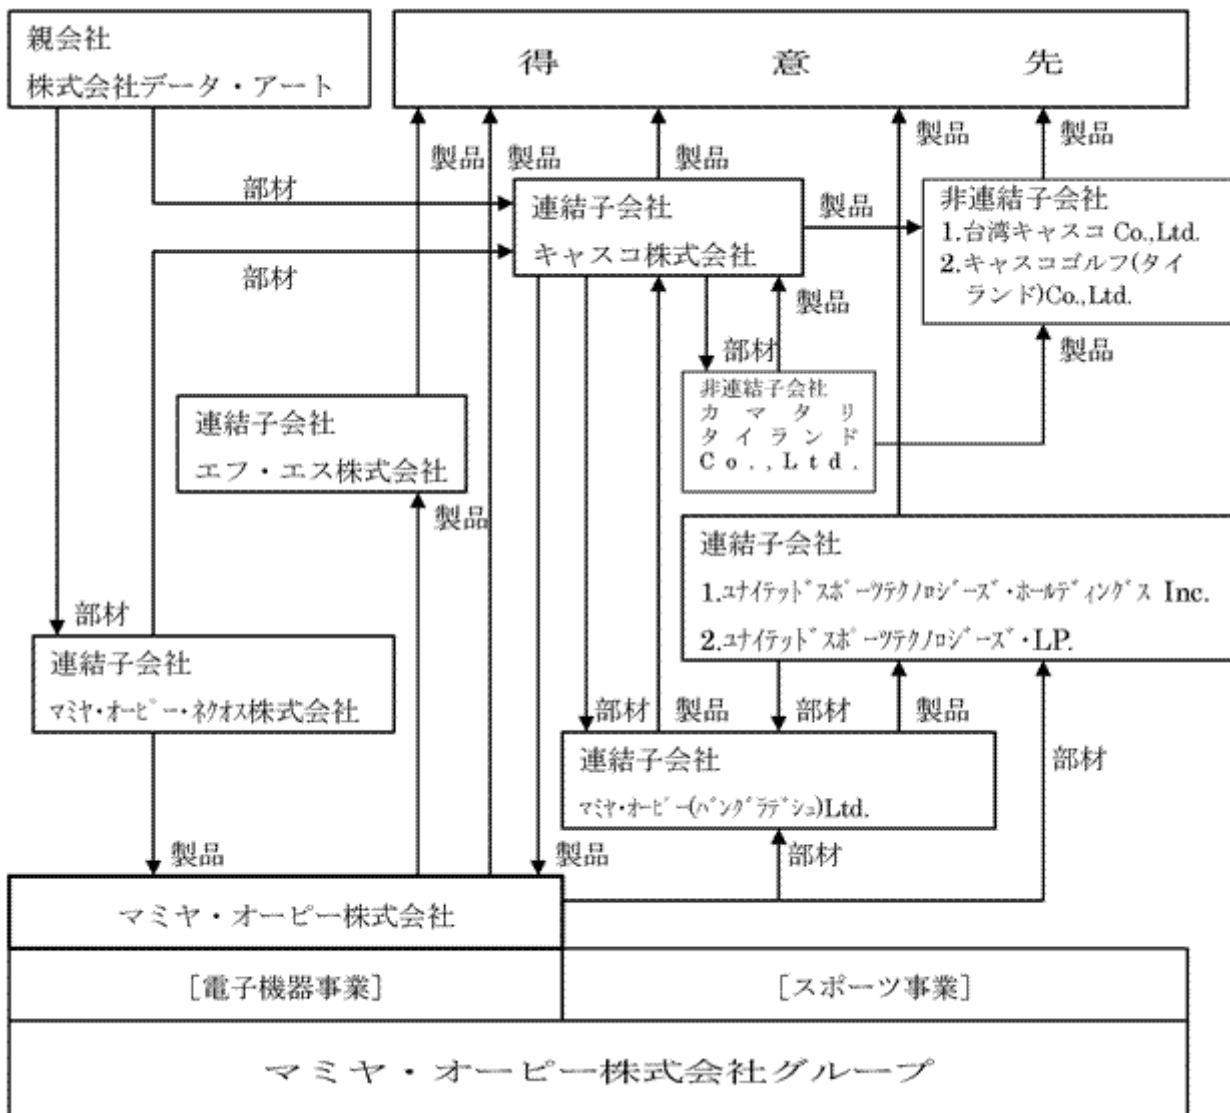 親会社
株式会社データ・アート
得意先
製品
製品
製品
製品
製品
部材
連結子会社
キャスコ株式会社
製品
非連結子会社
1.台湾キャスコ Co.,Ltd.
2.キャスコゴルフ(タイ
ランド)Co.,Ltd.
部材
製品
部材
製品
非連結子会社
カマタリ
タイランド
Co.,Ltd.
連結子会社
エフ・エス株式会社
製品
連結子会社
1.ﾕﾅｲﾃｯﾄﾞｽﾎﾟｰﾂﾃｸﾉﾛｼﾞｰｽﾞ・ﾎｰﾙﾃﾞｨﾝｸﾞｽ Inc.
2.ﾕﾅｲﾃｯﾄﾞｽﾎﾟｰﾂﾃｸﾉﾛｼﾞｰｽﾞ・LP.
部材
連結子会社
ﾏﾐﾔ・ｵｰﾋﾟｰ・ﾈｸｵｽ株式会社
部材
製品
部材
製品
連結子会社
ﾏﾐﾔ・ｵｰﾋﾟｰ(ﾊﾞﾝｸﾞﾗﾃﾞｼｭ)Ltd.
部材
製品
製品
部材
マミヤ・オーピー株式会社
[電子機器事業]
[スポーツ事業]
マミヤ・オーピー株式会社グループ